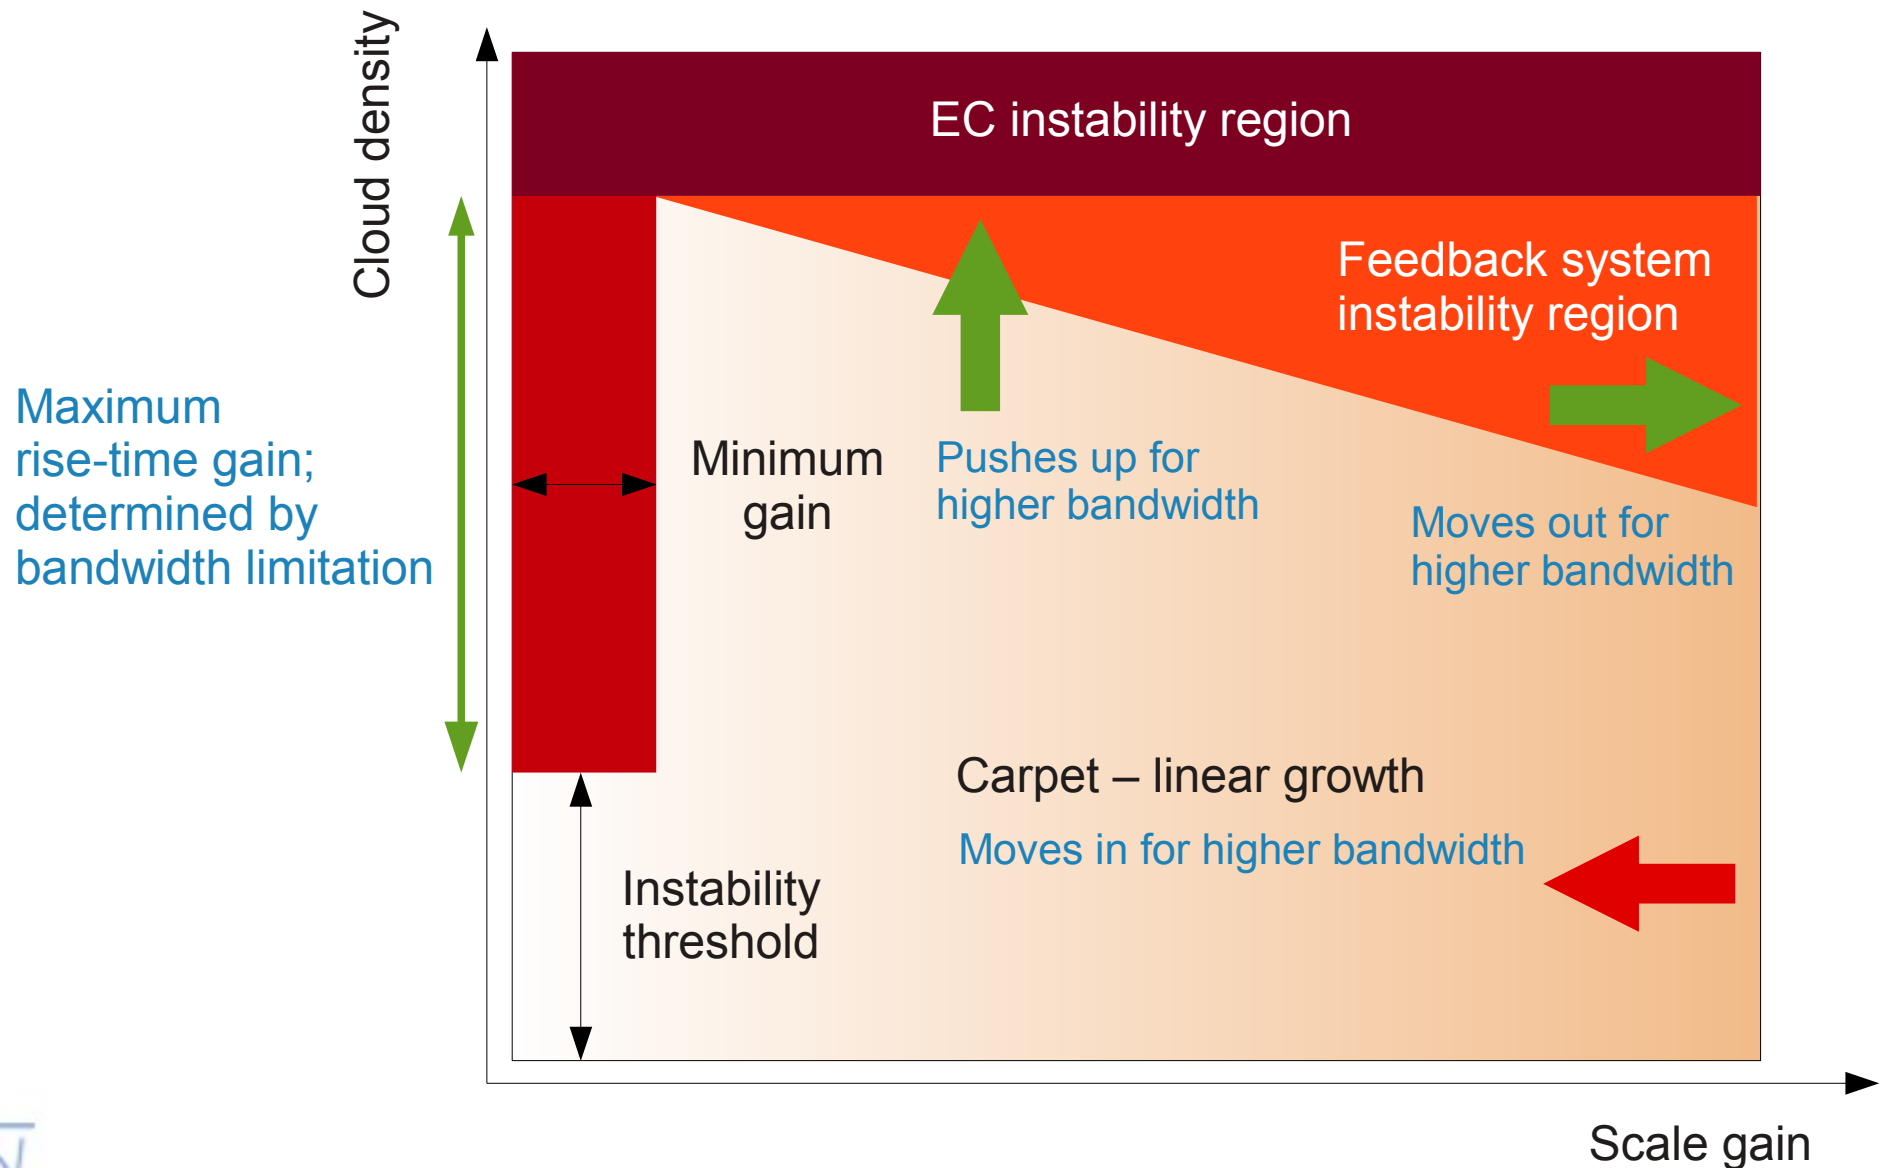 Cloud density
EC instability region
Feedback system
instability region
Maximum
rise-time gain;
determined by
bandwidth limitation
Minimum
gain
Pushes up for
higher bandwidth
Moves out for
higher bandwidth
Carpet – linear growth
Moves in for higher bandwidth
Instability
threshold
Scale gain